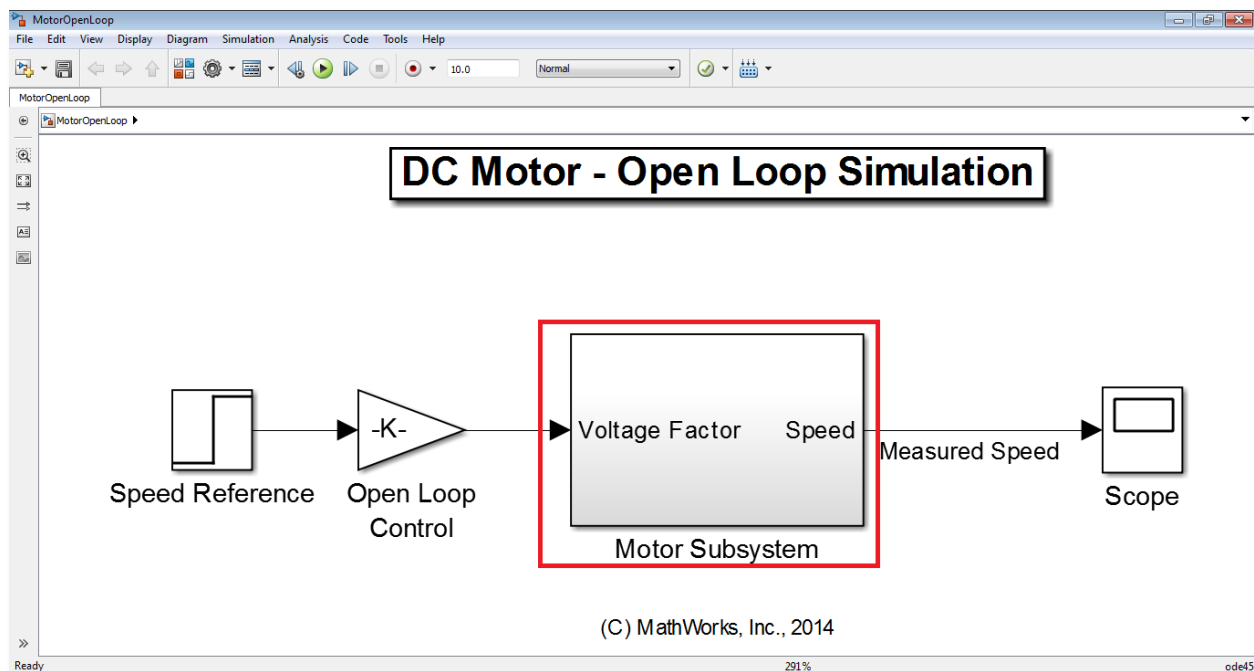 MotorOpenLoop
File Edit View Display Diagram Simulation Analysis Code Tools Help
10.0 Normal
MotorOpenLoop
MotorOpenLoop
DC Motor - Open Loop Simulation
-K-
Voltage Factor Speed
Measured Speed
Speed Reference
Open Loop
Control
Scope
Motor Subsystem
(C) MathWorks, Inc., 2014
Ready 291% ode45